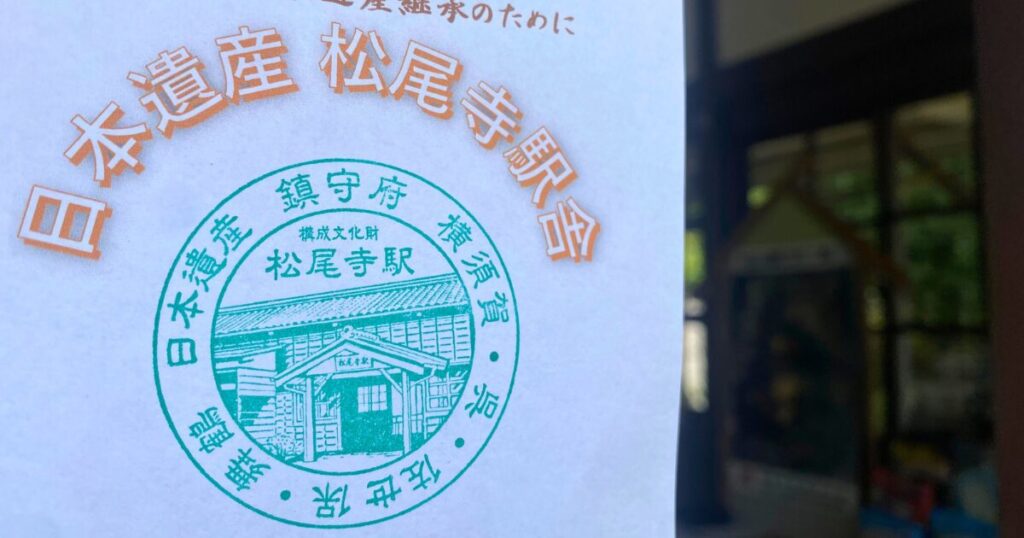 遺産継承のために
日本遺産 松尾寺駅舎
日本遺産 鎮守府 横須賀・呉・佐世保・舞鶴
構成文化財
松尾寺駅
松尾寺駅